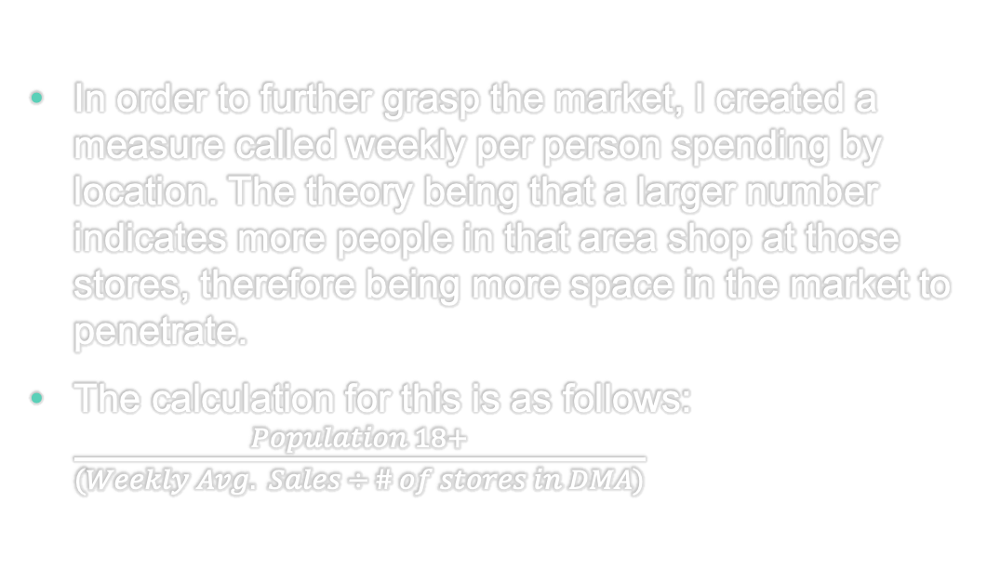 • In order to further grasp the market, I created a
measure called weekly per person spending by
location. The theory being that a larger number
indicates more people in that area shop at those
stores, therefore being more space in the market to
penetrate.
• The calculation for this is as follows:
Population 18+
(Weekly Avg. Sales ÷ # of stores in DMA)